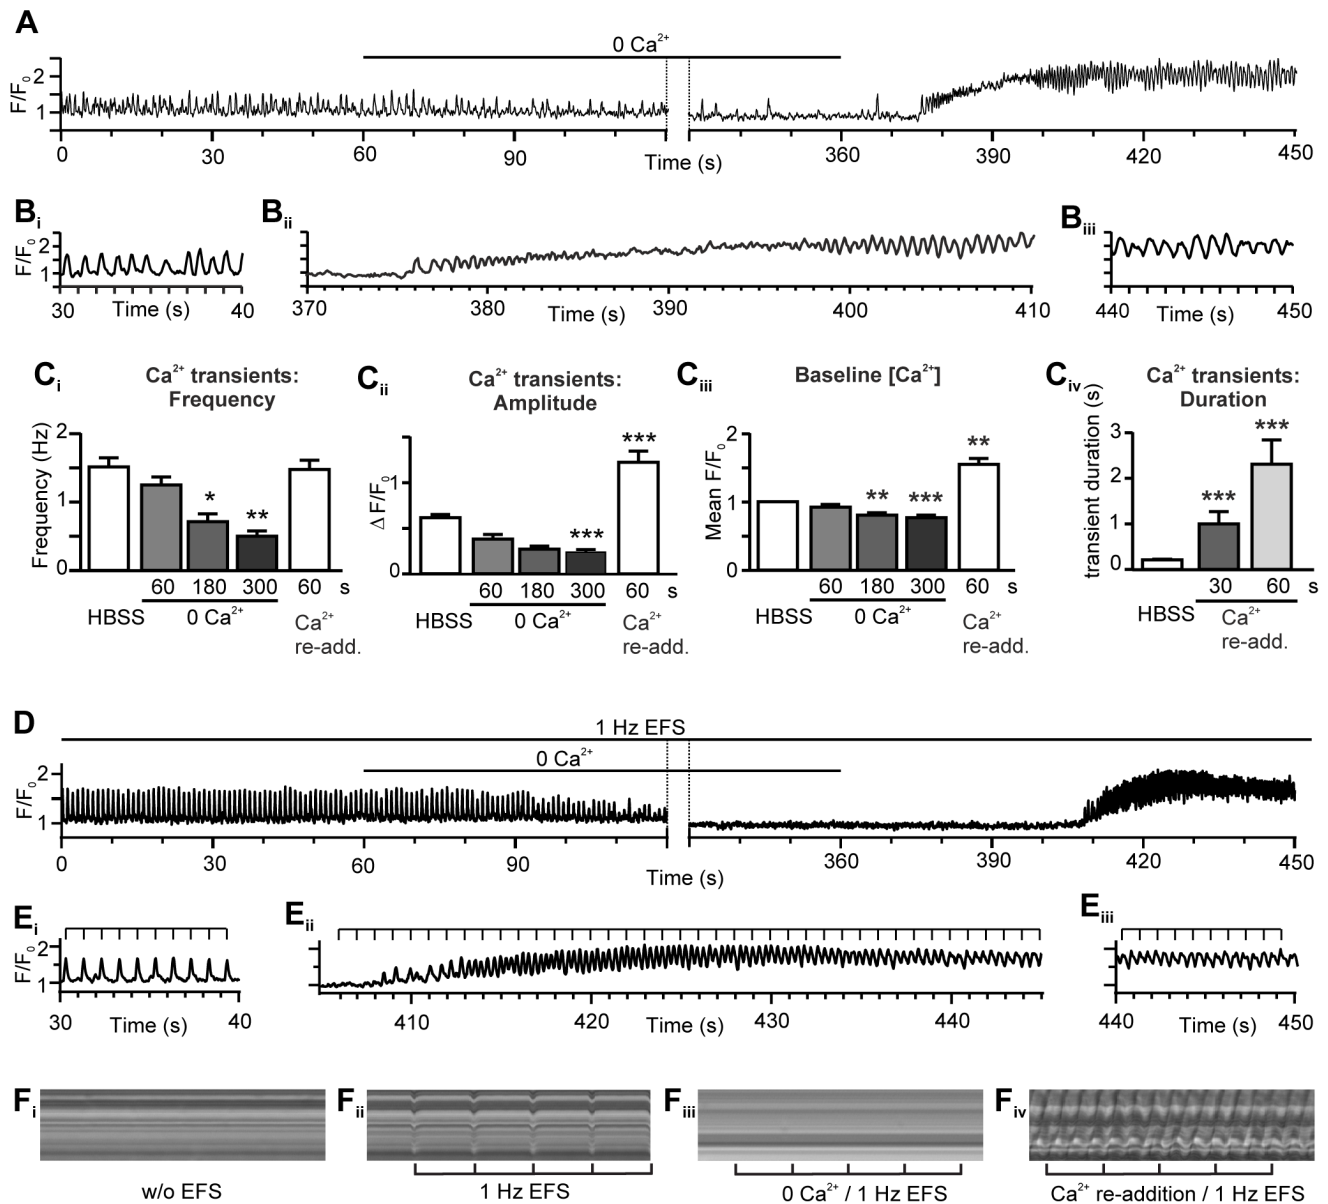 A
0 Ca²⁺
F/F₀
2
1
0 30 60 90 360 390 420 450
Time (s)
Bi
F/F₀
2
1
30 Time (s) 40
Bii
370 380 390 400 410
Time (s)
Biii
440 450
Time (s)
Ci
Ca²⁺ transients:
Frequency
Frequency (Hz)
2
1
0
60 180 300 60 s
HBSS 0 Ca²⁺ Ca²⁺
re-add.
* **
Cii
Ca²⁺ transients:
Amplitude
Δ F/F₀
1
0
*** ***
60 180 300 60 s
HBSS 0 Ca²⁺ Ca²⁺
re-add.
Ciii
Baseline [Ca²⁺]
Mean F/F₀
2
1
0
** *** **
60 180 300 60 s
HBSS 0 Ca²⁺ Ca²⁺
re-add.
Civ
Ca²⁺ transients:
Duration
transient duration (s)
3
2
1
0
*** ***
30 60 s
HBSS Ca²⁺
re-add.
D
1 Hz EFS
0 Ca²⁺
F/F₀
2
1
0 30 60 90 360 390 420 450
Time (s)
Ei
F/F₀
2
1
30 Time (s) 40
Eii
410 420 430 440
Time (s)
Eiii
440 Time (s) 450
Fi
w/o EFS
Fii
1 Hz EFS
Fiii
0 Ca²⁺ / 1 Hz EFS
Fiv
Ca²⁺ re-addition / 1 Hz EFS